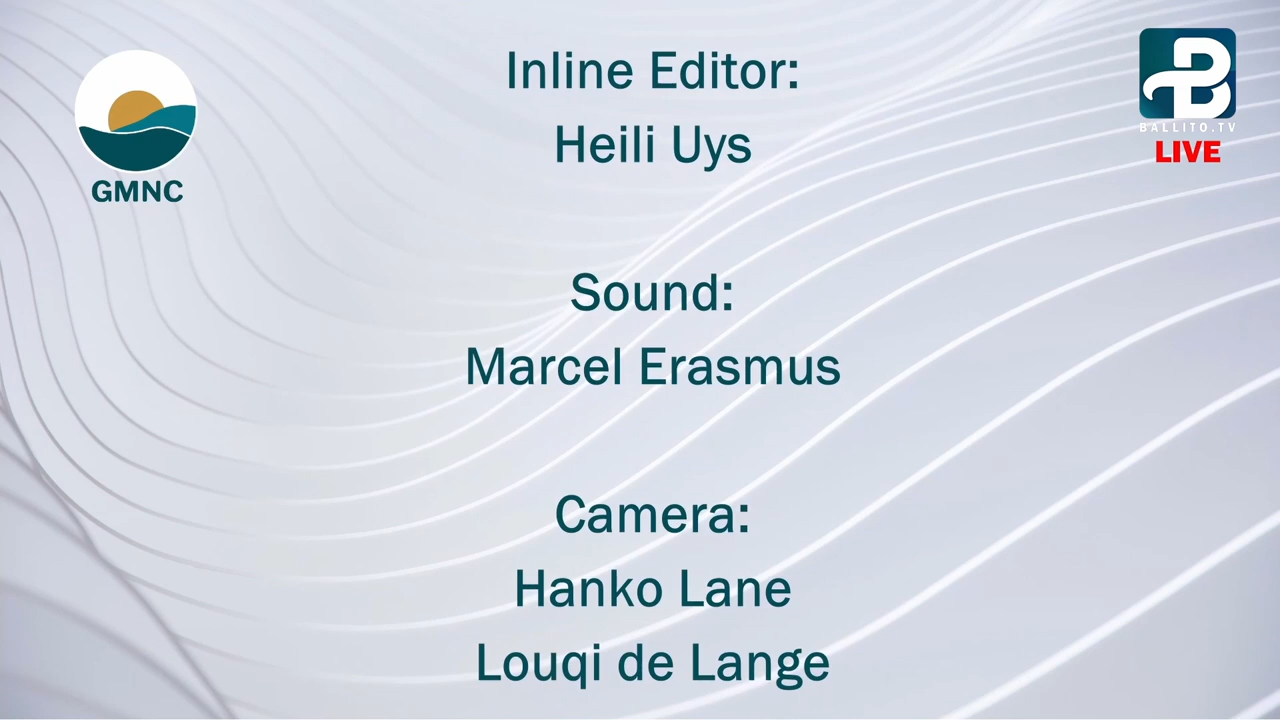 GMNC
Inline Editor:
Heili Uys
Sound:
Marcel Erasmus
Camera:
Hanko Lane
Louqi de Lange
B
BALLITO.TV
LIVE